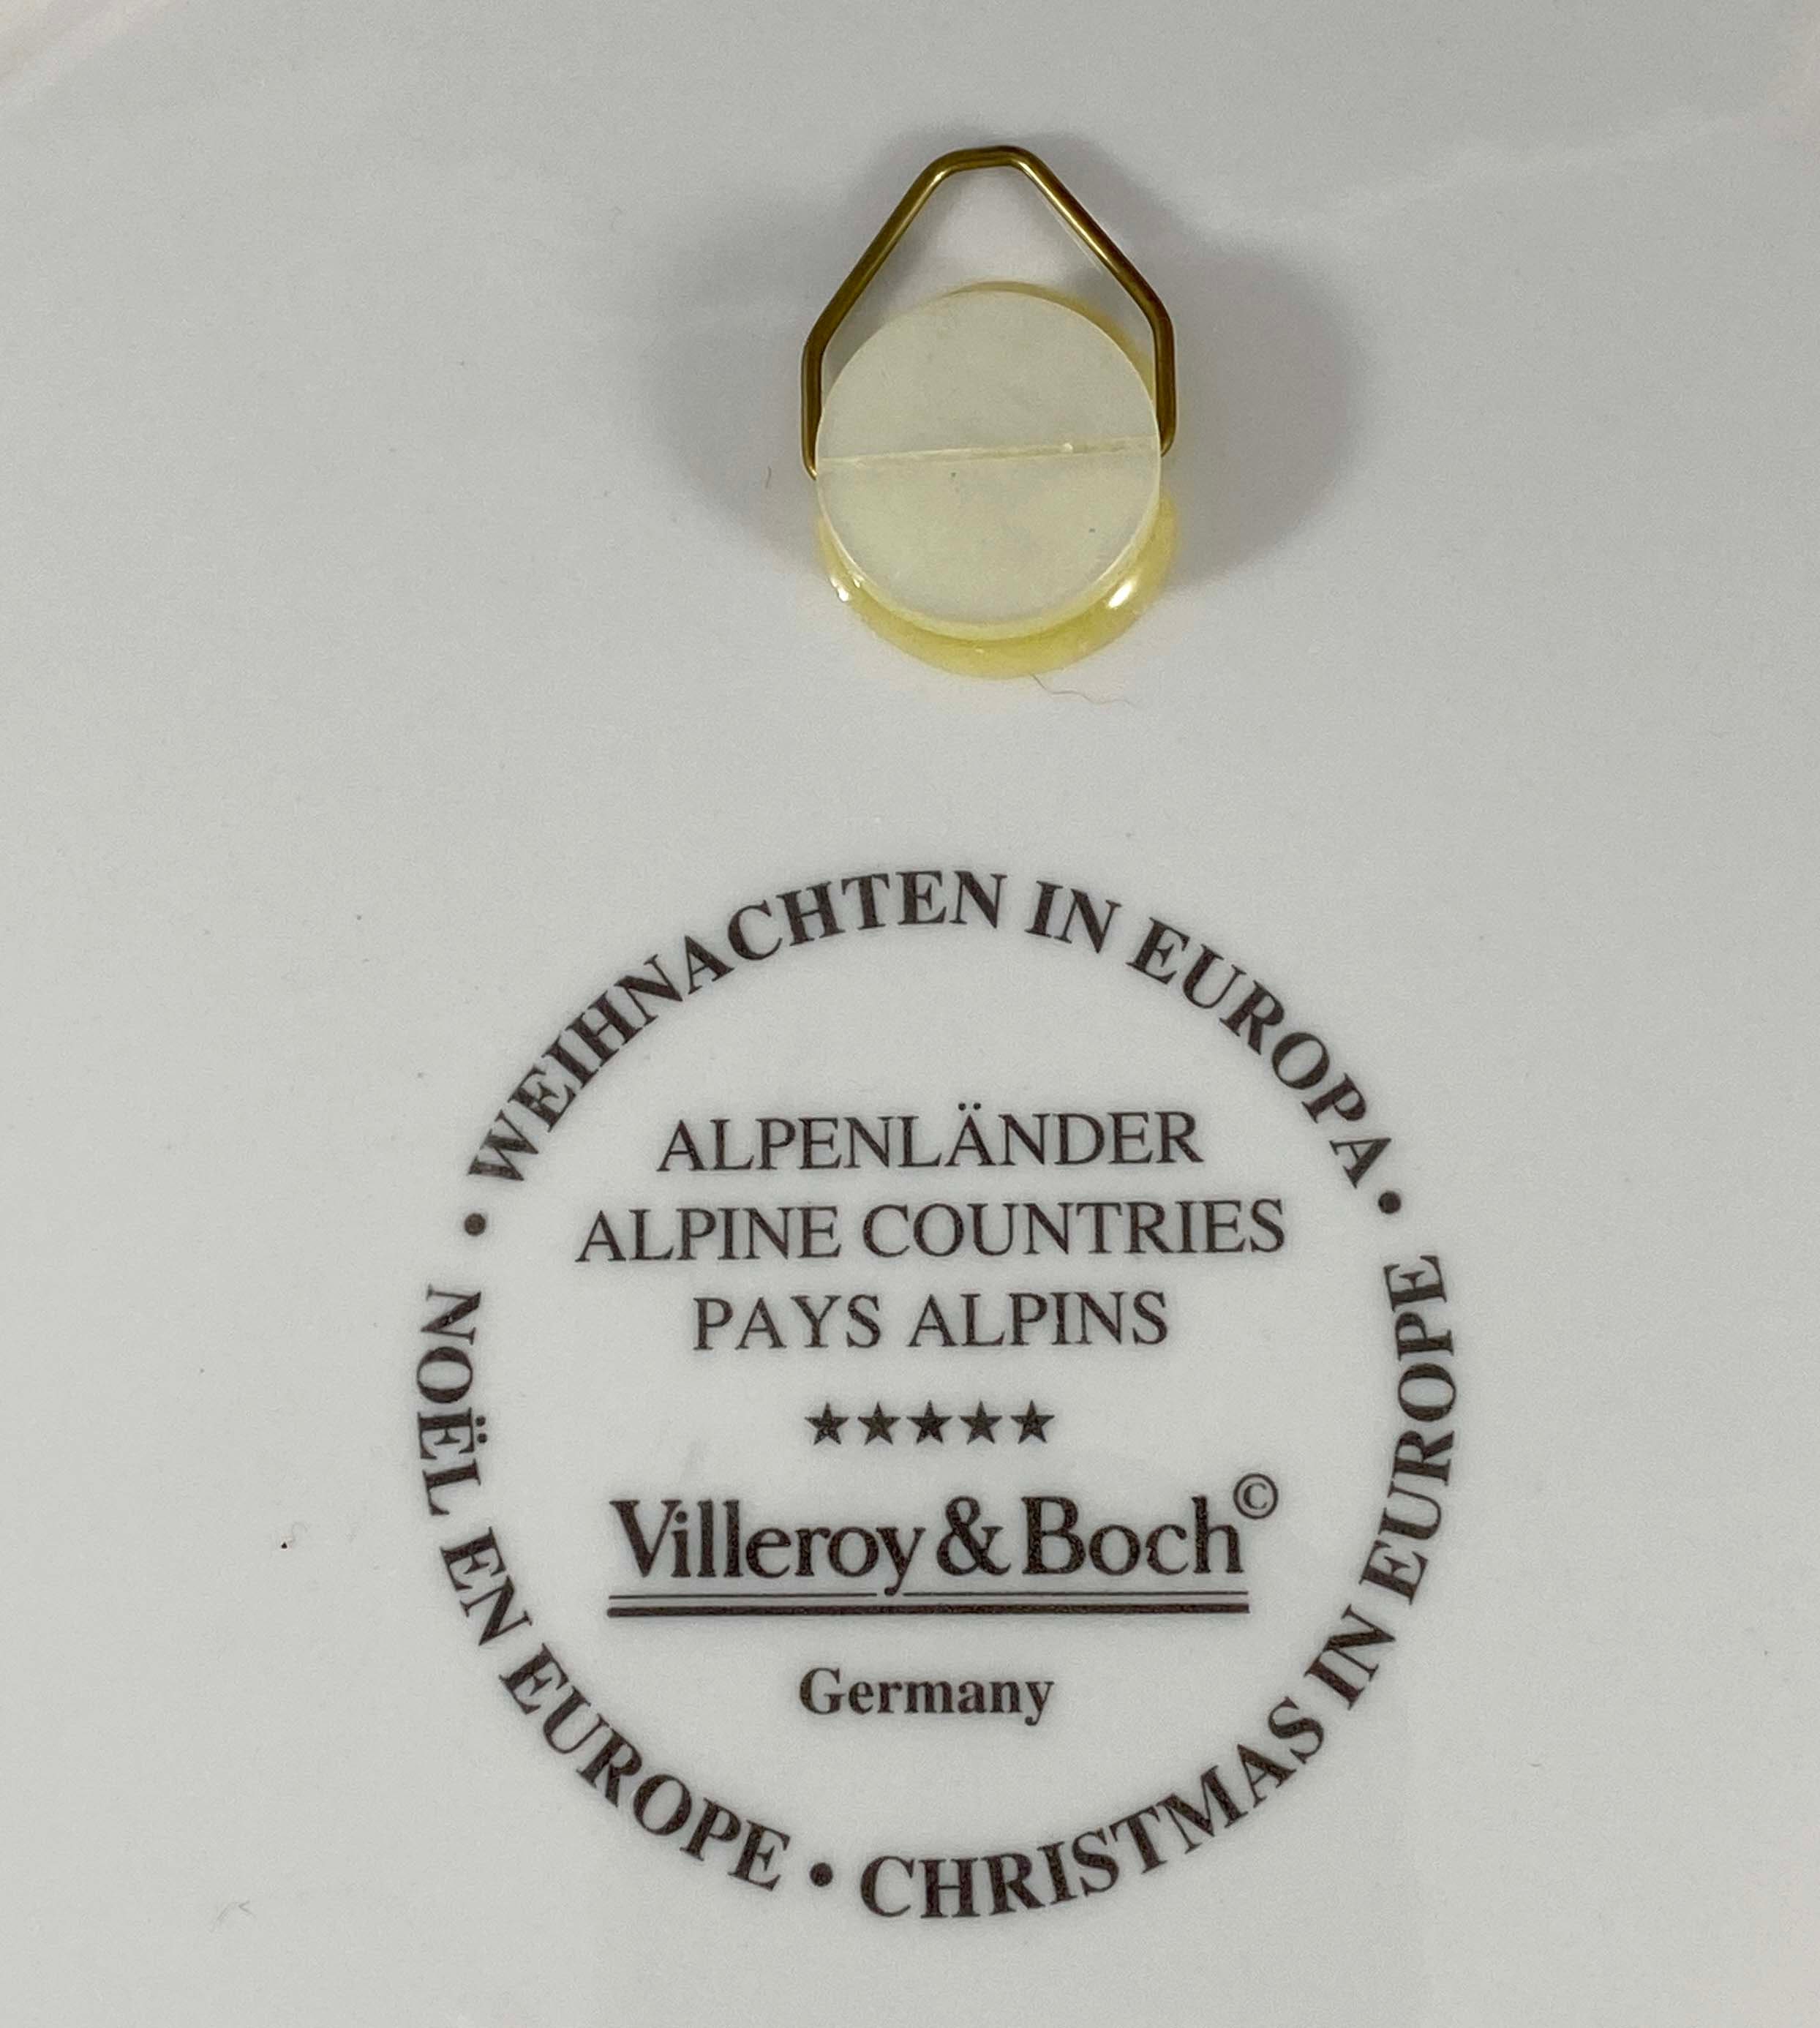 • WEIHNACHTEN IN EUROPA •
ALPENLÄNDER
ALPINE COUNTRIES
PAYS ALPINS
★★★★★
Villeroy & Boch©
Germany
NOËL EN EUROPE • CHRISTMAS IN EUROPE